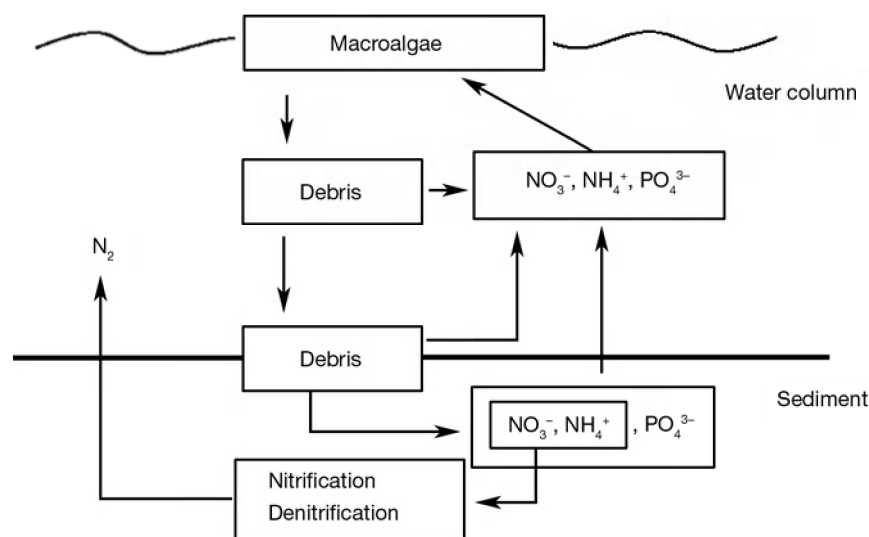 Macroalgae
Water column
Debris
NO₃⁻, NH₄⁺, PO₄³⁻
N₂
Debris
Sediment
NO₃⁻, NH₄⁺ , PO₄³⁻
Nitrification
Denitrification